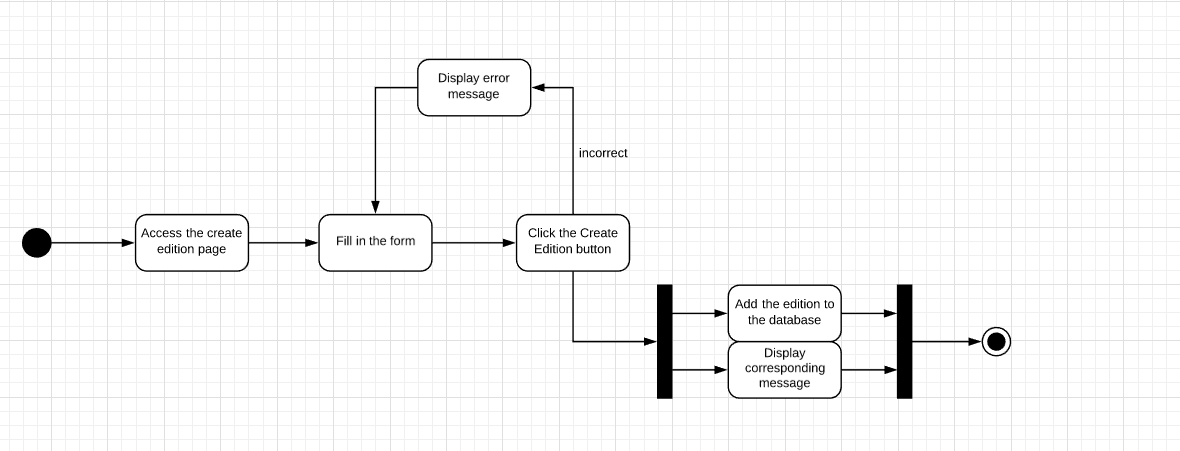 Display error
message
incorrect
Access the create
edition page
Fill in the form
Click the Create
Edition button
Add the edition to
the database
Display
corresponding
message